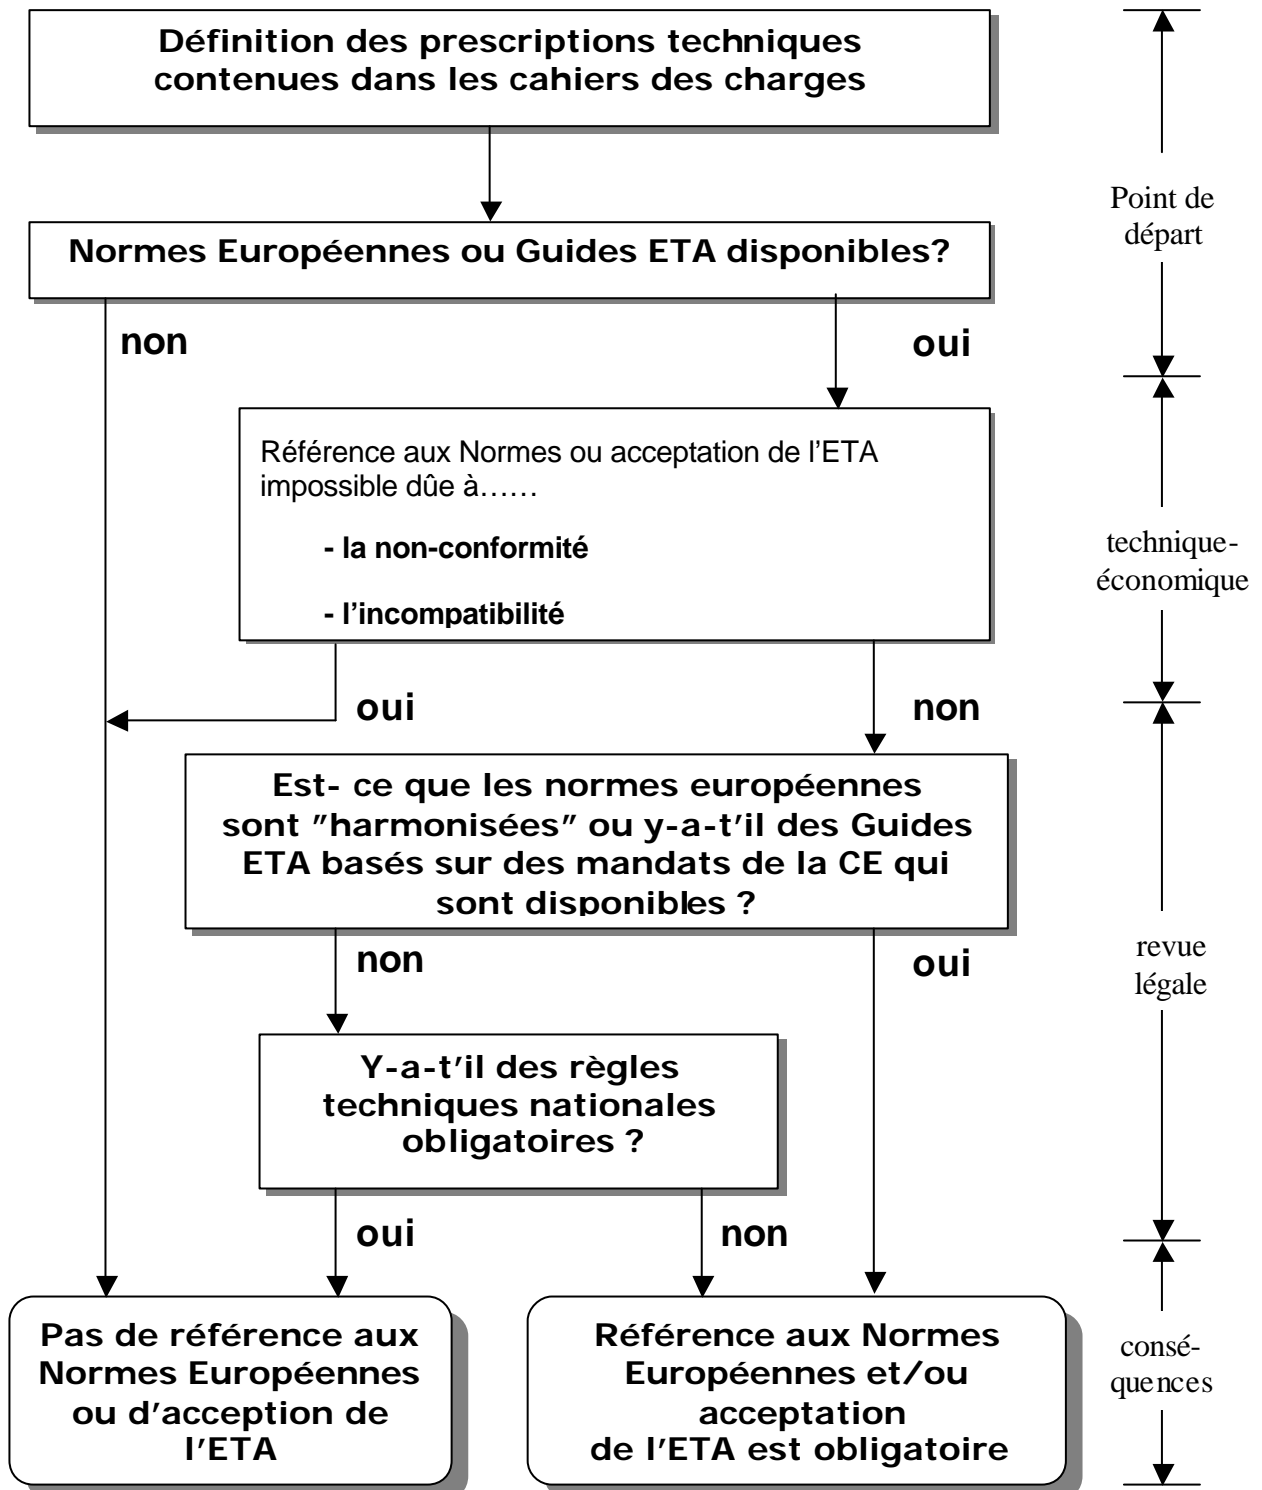 Définition des prescriptions techniques
contenues dans les cahiers des charges
Point de
départ
Normes Européennes ou Guides ETA disponibles?
non
oui
Référence aux Normes ou acceptation de l’ETA
impossible dûe à……
- la non-conformité
- l’incompatibilité
technique-
économique
oui
non
Est- ce que les normes européennes
sont ″harmonisées″ ou y-a-t’il des Guides
ETA basés sur des mandats de la CE qui
sont disponibles ?
non
oui
revue
légale
Y-a-t’il des règles
techniques nationales
obligatoires ?
oui
non
Pas de référence aux
Normes Européennes
ou d’acception de
l’ETA
Référence aux Normes
Européennes et/ou
acceptation
de l’ETA est obligatoire
consé-
quences